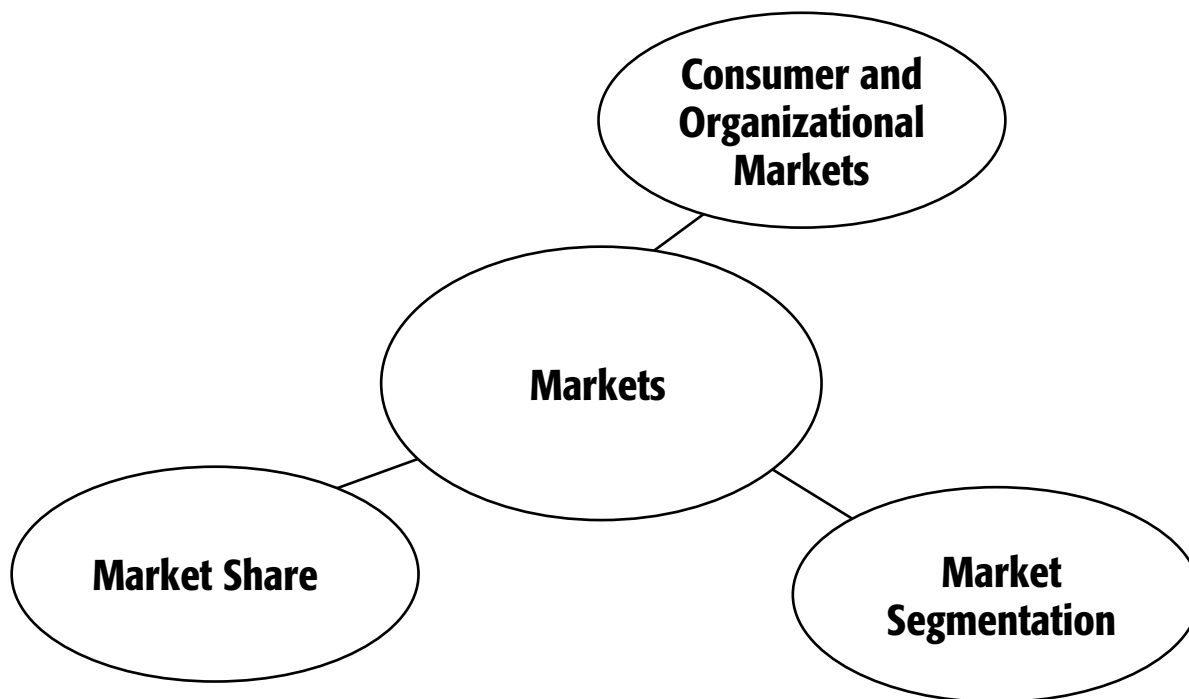 Consumer and
Organizational
Markets
Markets
Market Share
Market
Segmentation